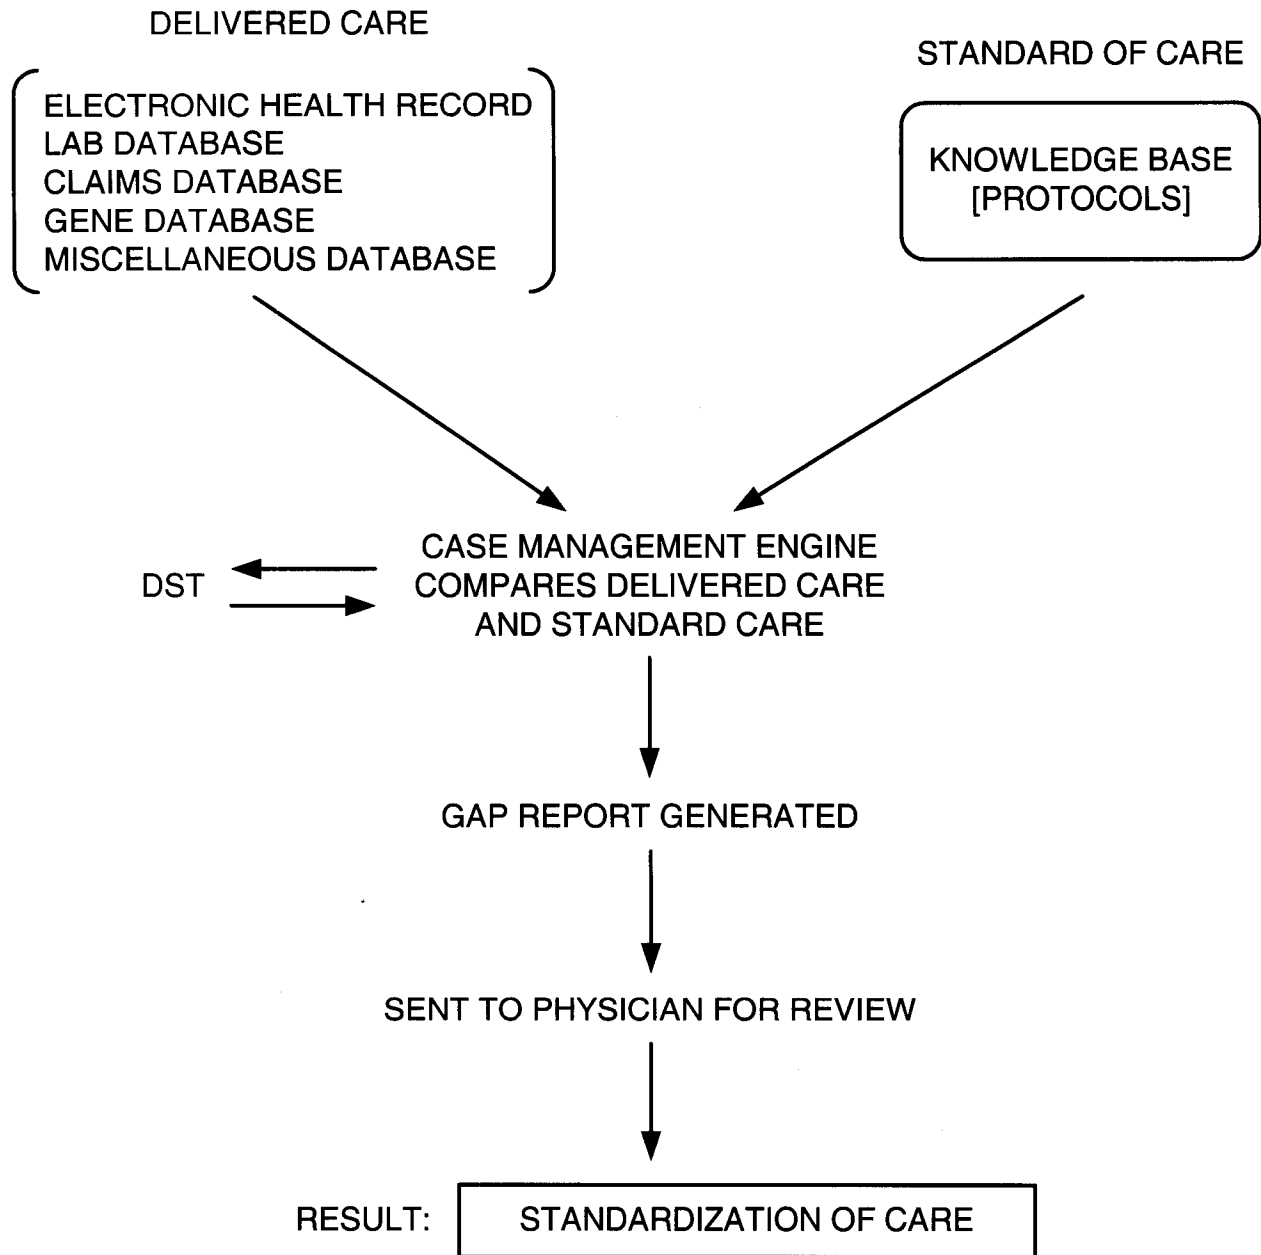 DELIVERED CARE
ELECTRONIC HEALTH RECORD
LAB DATABASE
CLAIMS DATABASE
GENE DATABASE
MISCELLANEOUS DATABASE
STANDARD OF CARE
KNOWLEDGE BASE
[PROTOCOLS]
DST
CASE MANAGEMENT ENGINE
COMPARES DELIVERED CARE
AND STANDARD CARE
GAP REPORT GENERATED
SENT TO PHYSICIAN FOR REVIEW
RESULT: STANDARDIZATION OF CARE